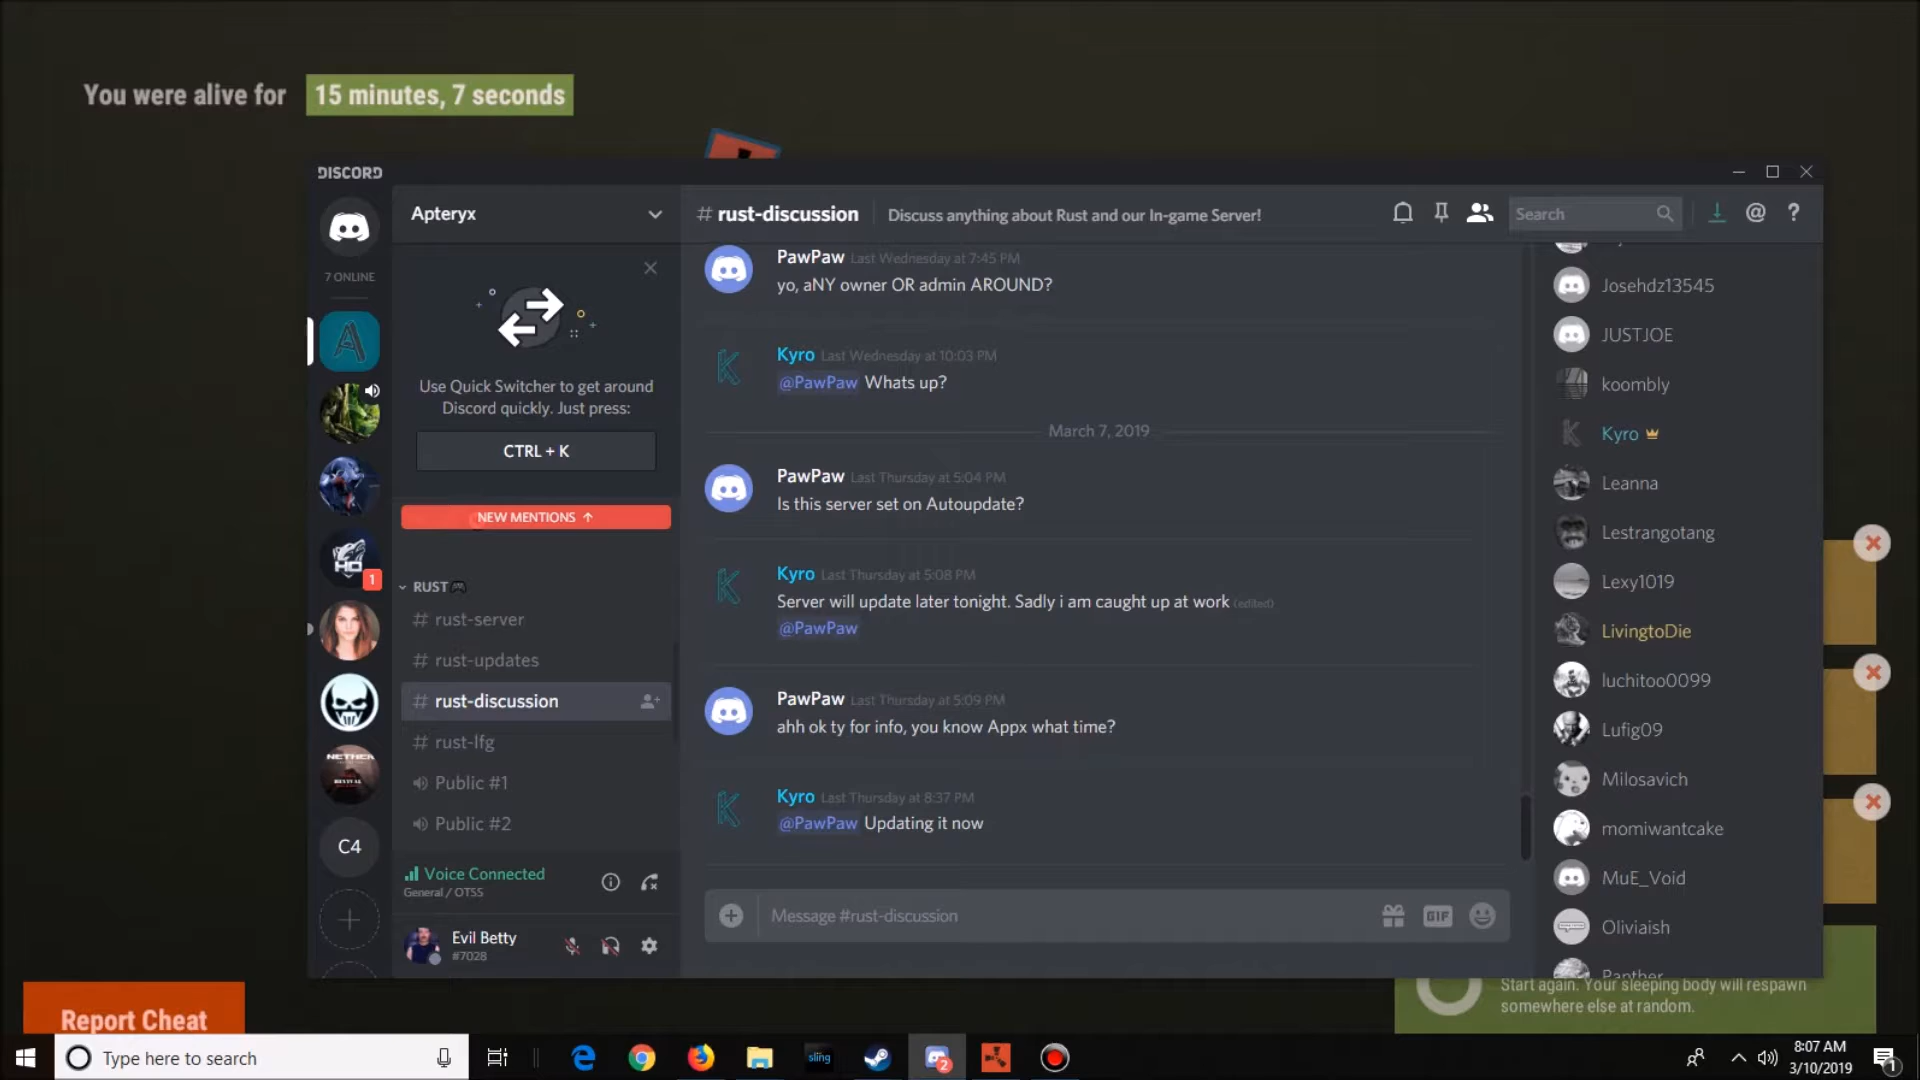 You were alive for 15 minutes, 7 seconds
DISCORD
Apteryx
# rust-discussion
Discuss anything about Rust and our In-game Server!
Search
7 ONLINE
Use Quick Switcher to get around
Discord quickly. Just press:
CTRL + K
NEW MENTIONS ↑
RUST🎮
# rust-server
# rust-updates
# rust-discussion
# rust-lfg
Public #1
Public #2
Voice Connected
General / OTSS
Evil Betty
#7028
HD
1
NETHER
REVIVAL
C4
PawPaw Last Wednesday at 7:45 PM
yo, aNY owner OR admin AROUND?
Kyro Last Wednesday at 10:03 PM
@PawPaw Whats up?
March 7, 2019
PawPaw Last Thursday at 5:04 PM
Is this server set on Autoupdate?
Kyro Last Thursday at 5:08 PM
Server will update later tonight. Sadly i am caught up at work (edited)
@PawPaw
PawPaw Last Thursday at 5:09 PM
ahh ok ty for info, you know Appx what time?
Kyro Last Thursday at 8:37 PM
@PawPaw Updating it now
Message #rust-discussion
GIF
Josehdz13545
JUSTJOE
koombly
Kyro
Leanna
Lestrangotang
Lexy1019
LivingtoDie
luchitoo0099
Lufig09
Milosavich
momiwantcake
MuE_Void
Oliviaish
Panther
Start again. Your sleeping body will respawn
somewhere else at random.
Report Cheat
Type here to search
sling
2
8:07 AM
3/10/2019
1